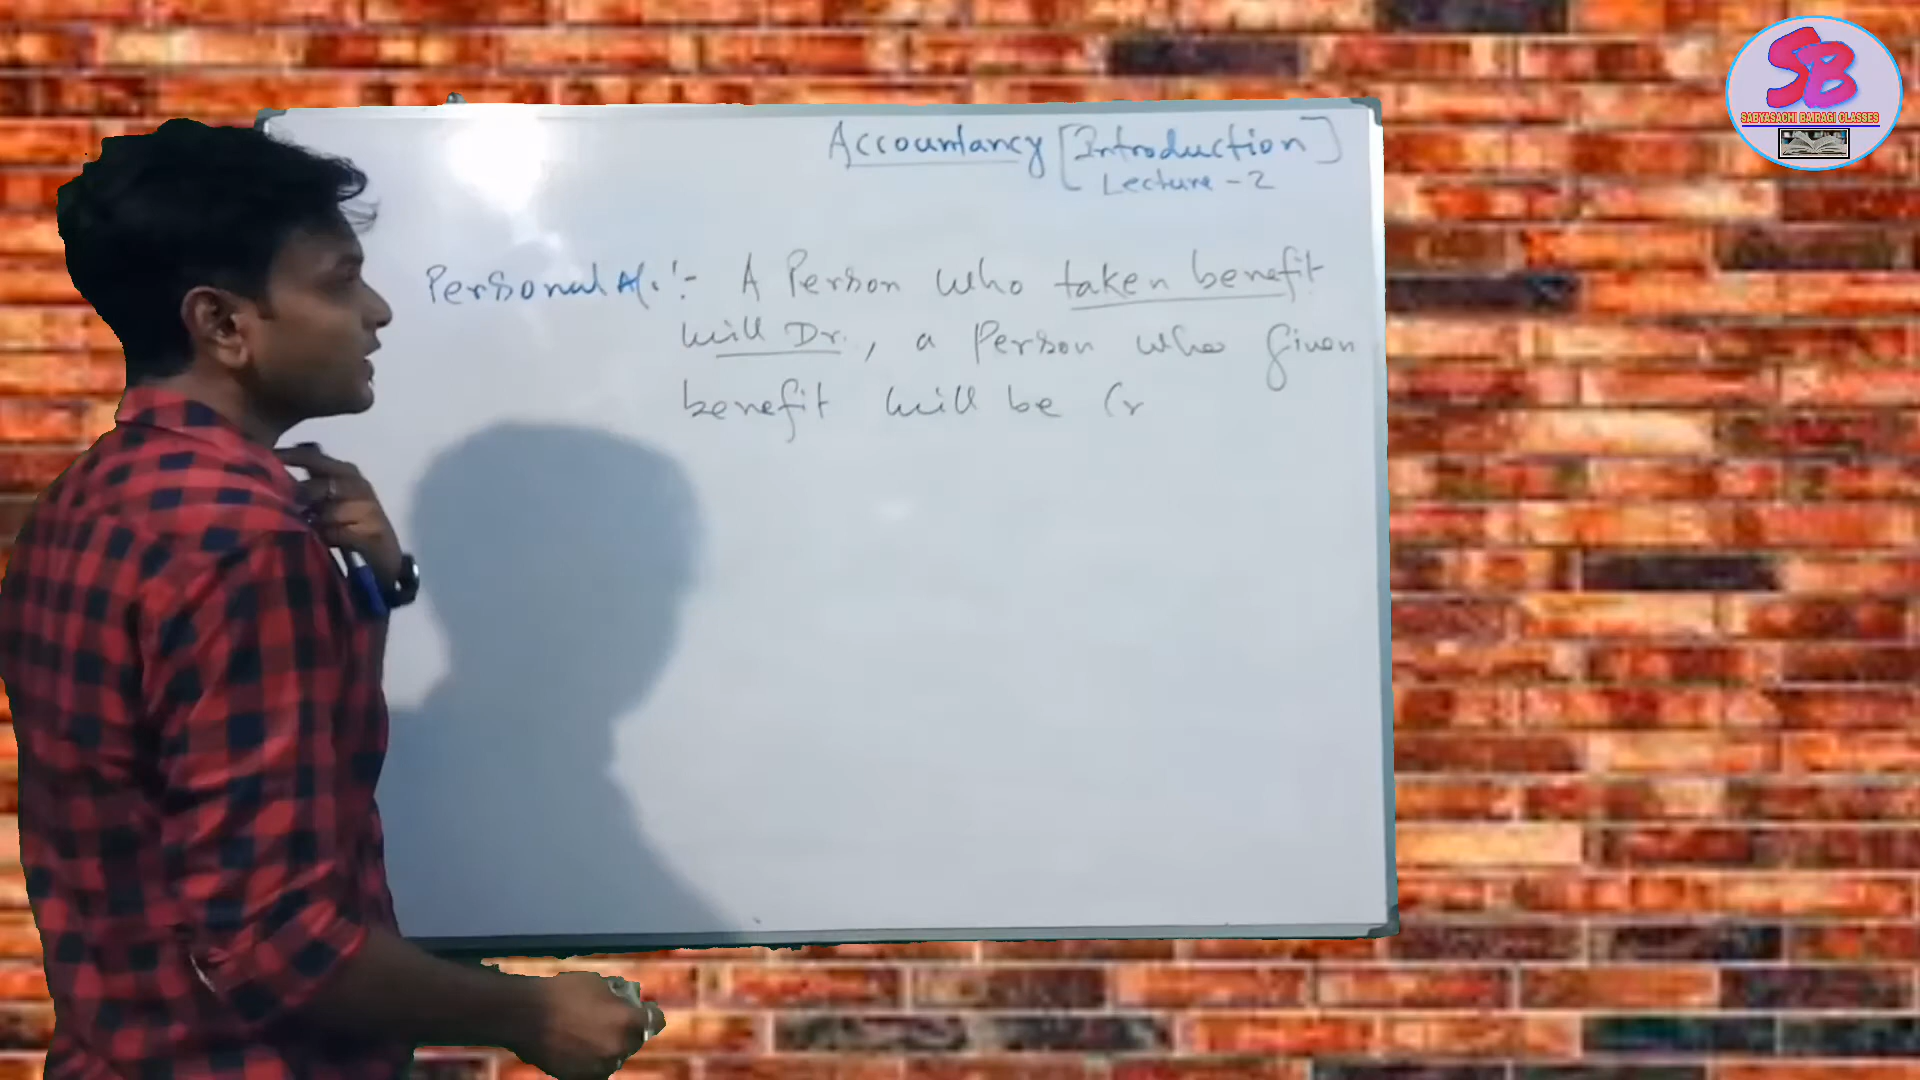 SB
SABYASACHI BAIRAGI CLASSES
Accountancy [Introduction]
Lecture - 2
Personal A/c. :- A Person who taken benefit
will Dr., a Person who given
benefit will be Cr